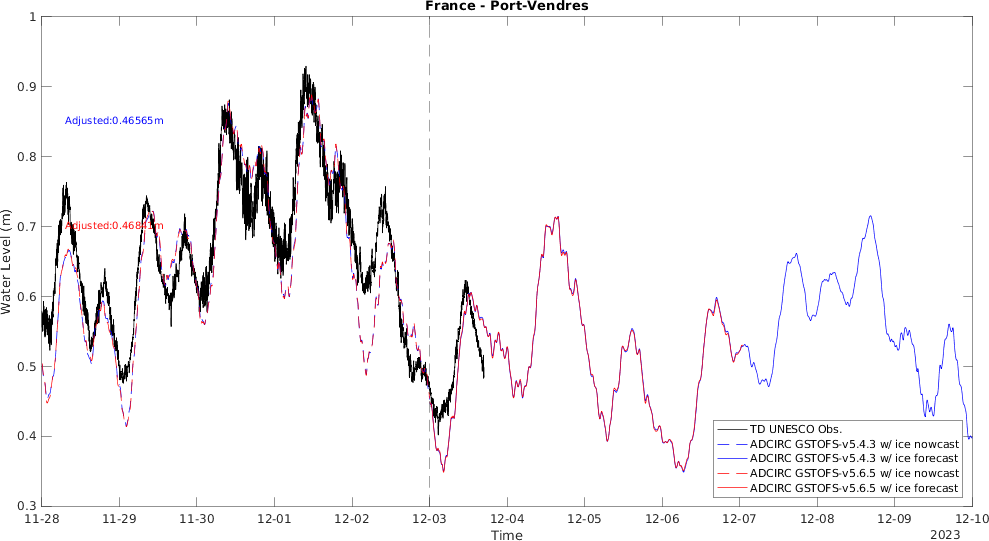 France - Port-Vendres
1
0.9
0.8
0.7
0.6
0.5
0.4
0.3
Water Level (m)
Adjusted:0.46565m
Adjusted:0.46841m
TD UNESCO Obs.
ADCIRC GSTOFS-v5.4.3 w/ ice nowcast
ADCIRC GSTOFS-v5.4.3 w/ ice forecast
ADCIRC GSTOFS-v5.6.5 w/ ice nowcast
ADCIRC GSTOFS-v5.6.5 w/ ice forecast
11-28 11-29 11-30 12-01 12-02 12-03 12-04 12-05 12-06 12-07 12-08 12-09 12-10
Time
2023